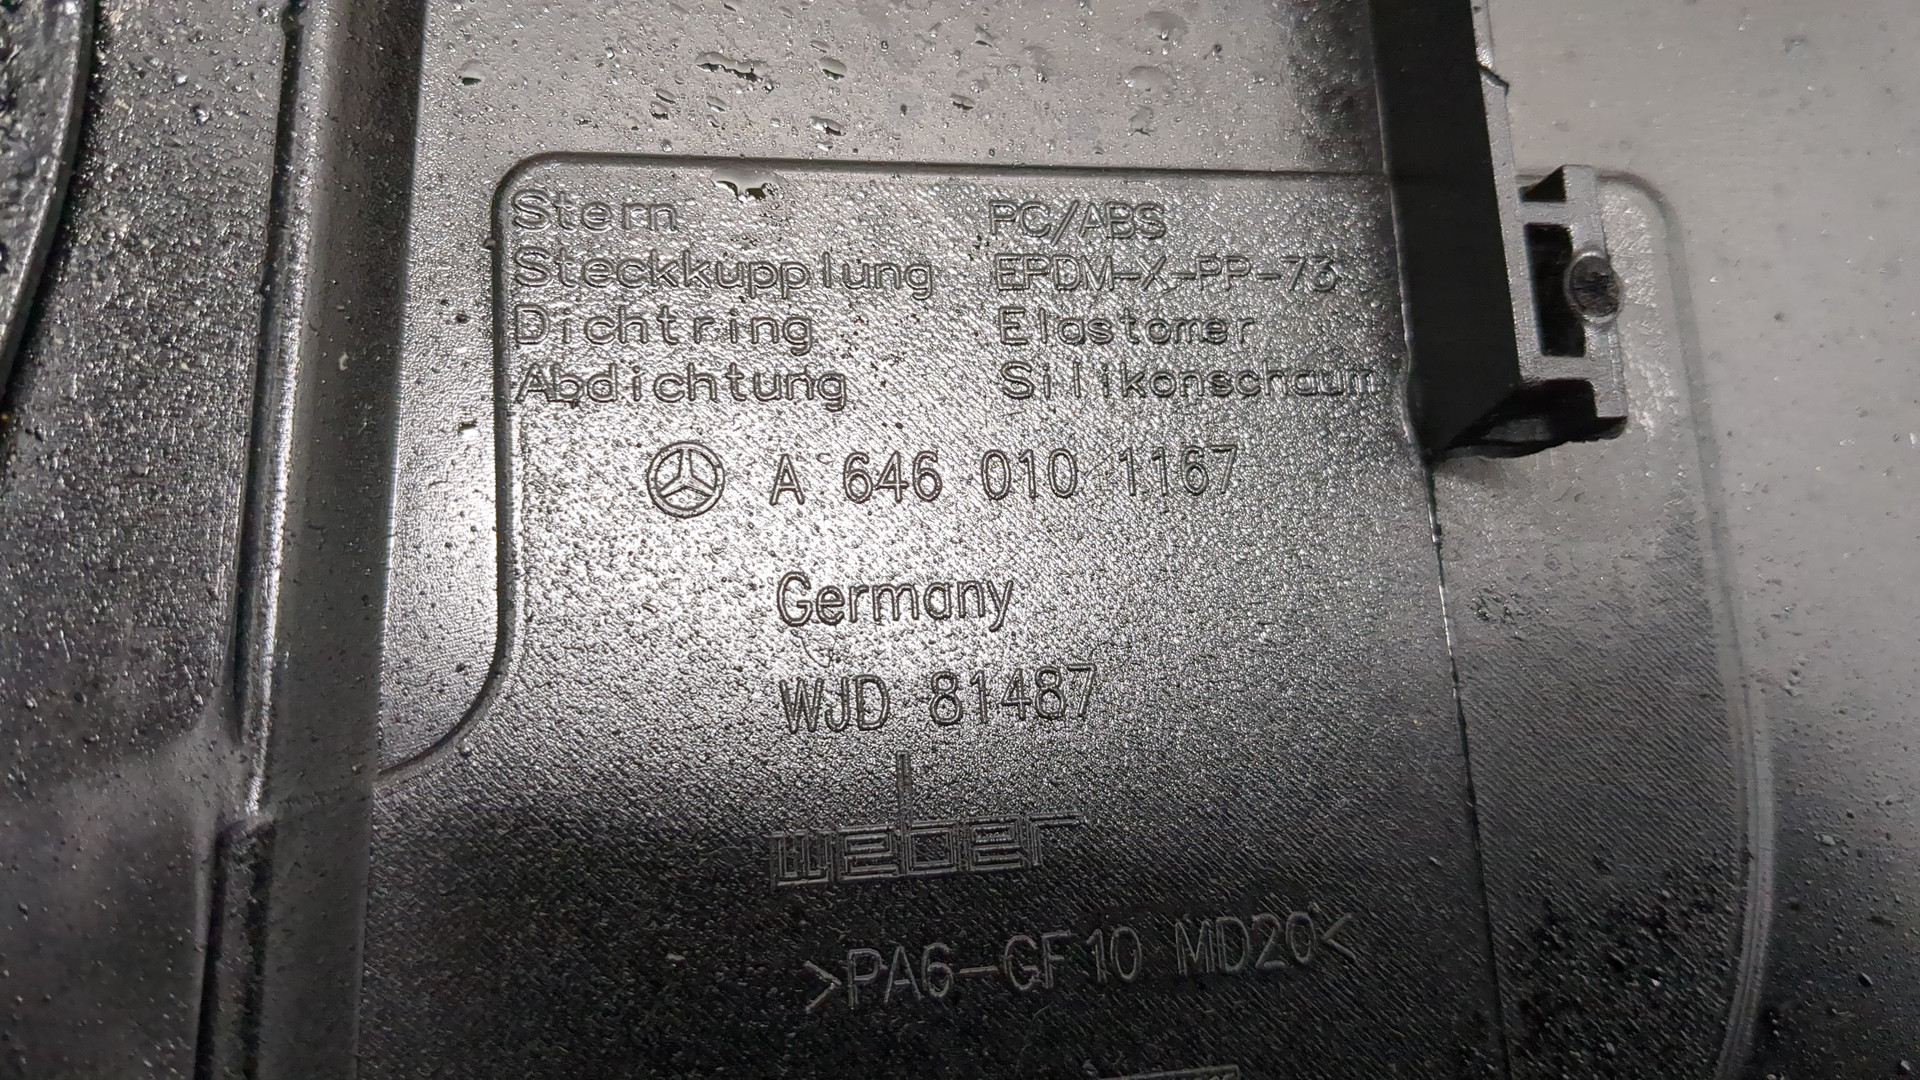 Stern PC/ABS
Steckkupplung EPDM-X-PP-73
Dichtring Elastomer
Abdichtung Silikonschaum
A 646 010 1167
Germany
WJD 81487
weber
>PA6-GF10 MD20<